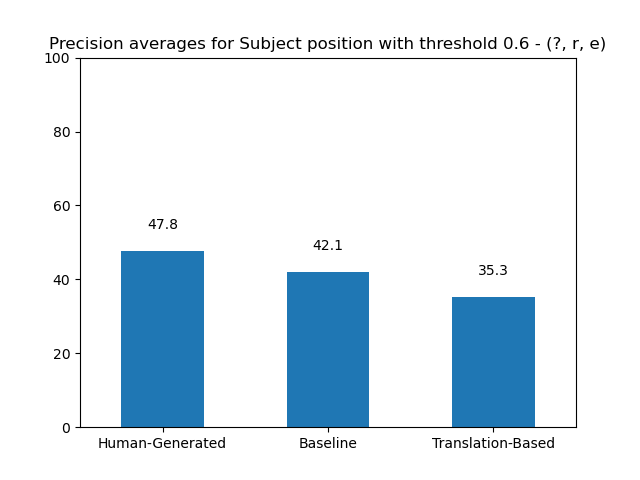 Precision averages for Subject position with threshold 0.6 - (?, r, e)
100
80
60
40
20
0
47.8
42.1
35.3
Human-Generated
Baseline
Translation-Based